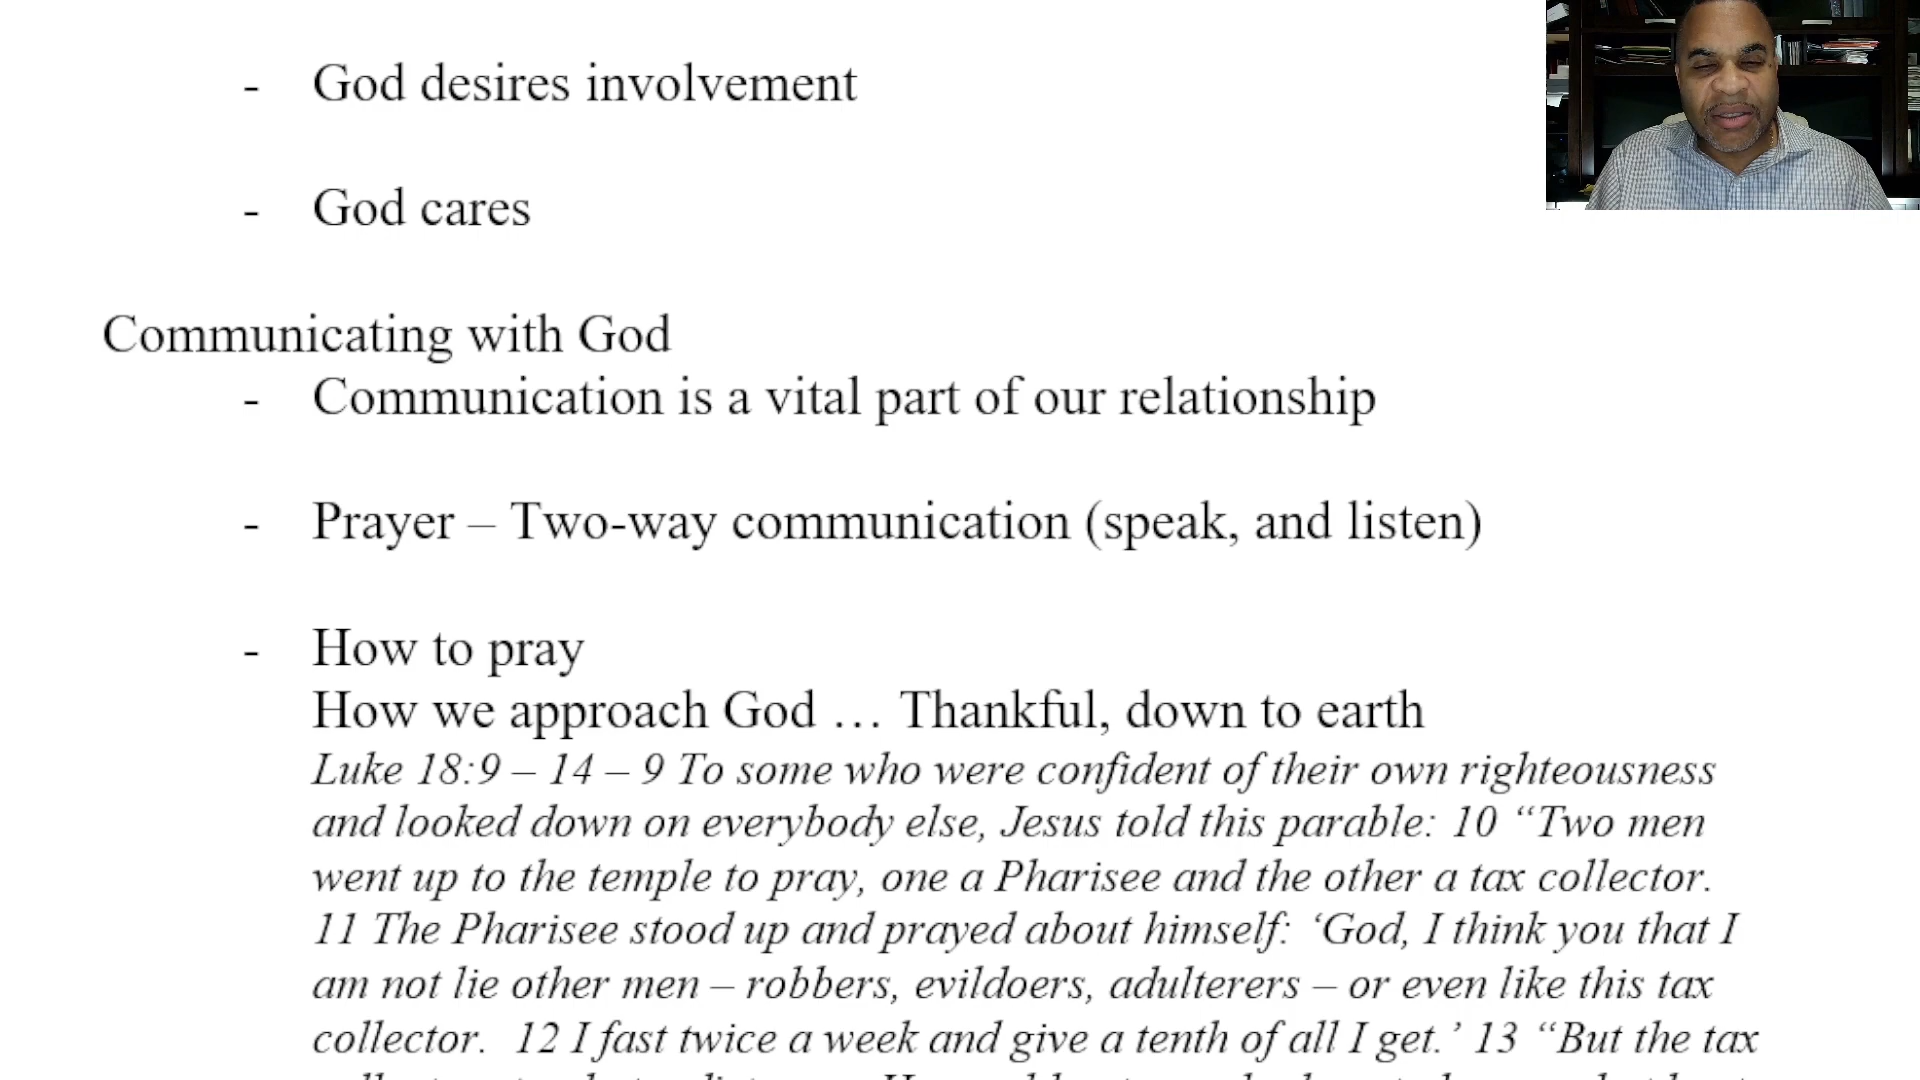 - God desires involvement
- God cares
Communicating with God
- Communication is a vital part of our relationship
- Prayer – Two-way communication (speak, and listen)
- How to pray
How we approach God … Thankful, down to earth
Luke 18:9 – 14 – 9 To some who were confident of their own righteousness
and looked down on everybody else, Jesus told this parable: 10 “Two men
went up to the temple to pray, one a Pharisee and the other a tax collector.
11 The Pharisee stood up and prayed about himself: ‘God, I think you that I
am not lie other men – robbers, evildoers, adulterers – or even like this tax
collector.  12 I fast twice a week and give a tenth of all I get.’ 13 “But the tax